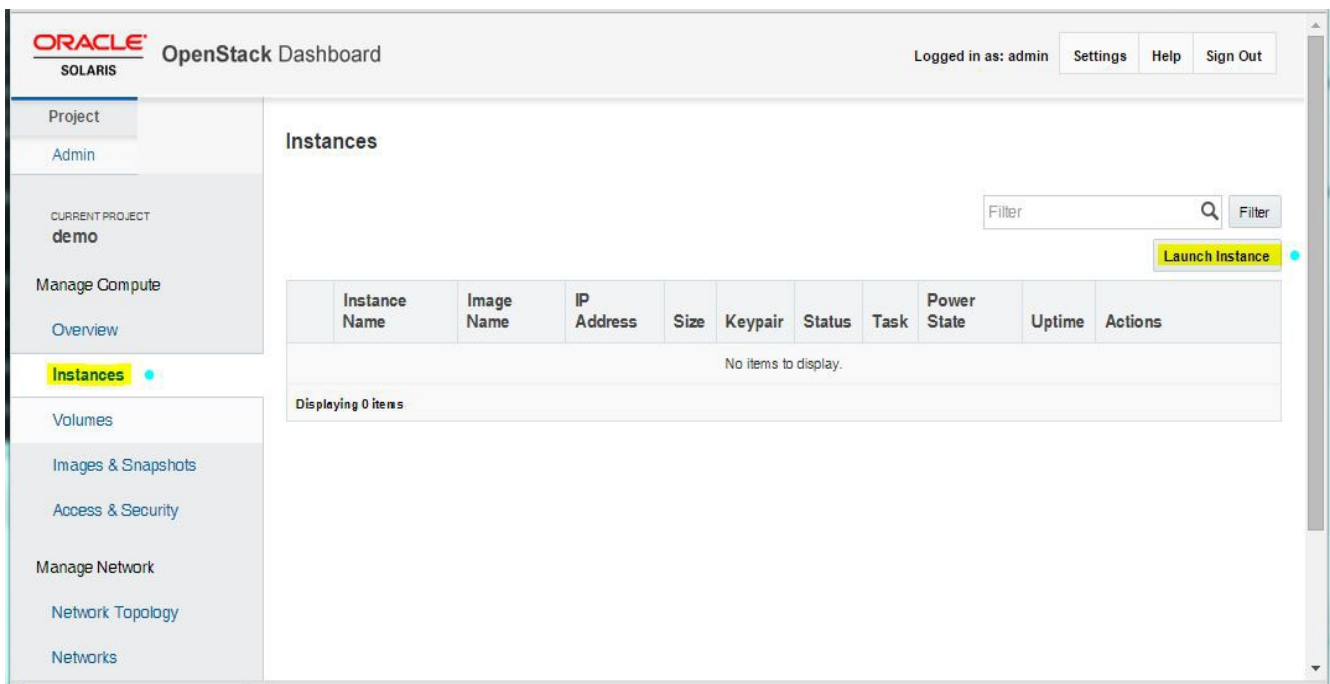 ORACLE
SOLARIS
OpenStack Dashboard
Logged in as: admin
Settings
Help
Sign Out
Project
Admin
CURRENT PROJECT
demo
Manage Compute
Overview
Instances
Volumes
Images & Snapshots
Access & Security
Manage Network
Network Topology
Networks
Instances
Filter
Filter
Launch Instance
Instance Name Image Name IP Address Size Keypair Status Task Power State Uptime Actions
No items to display.
Displaying 0 items